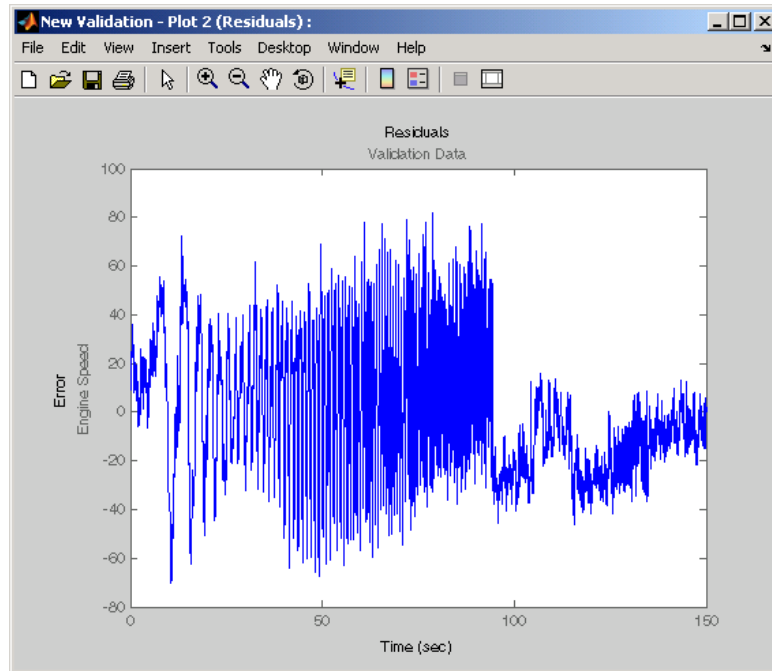 New Validation - Plot 2 (Residuals) :
File Edit View Insert Tools Desktop Window Help
Residuals
Validation Data
100
80
60
40
20
0
-20
-40
-60
-80
Error
Engine Speed
0 50 100 150
Time (sec)